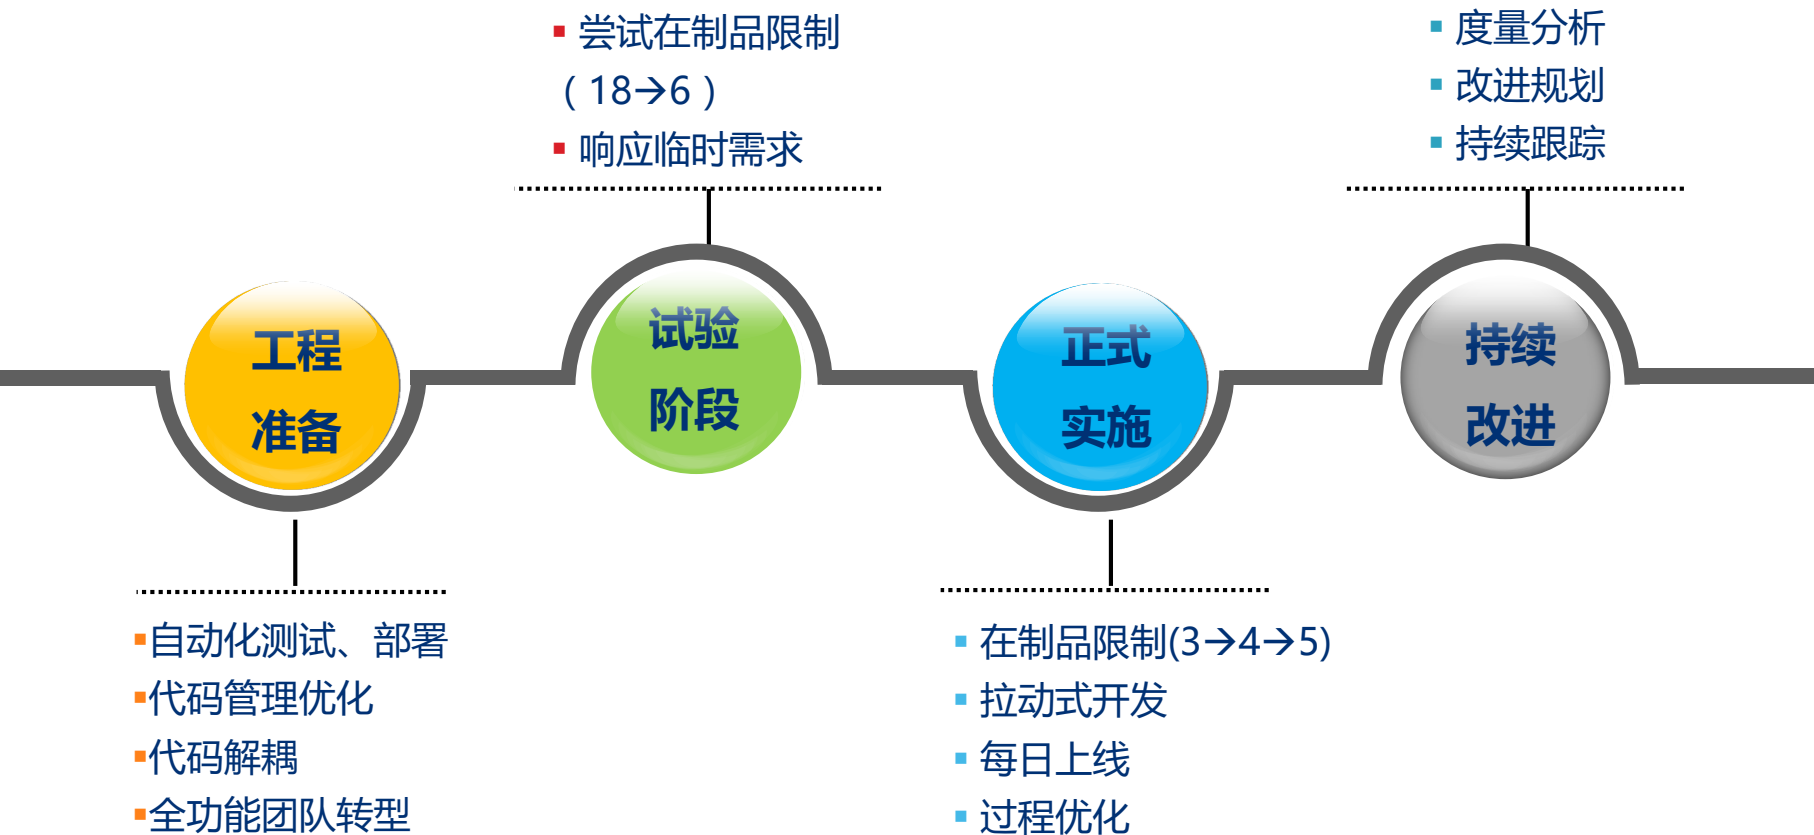 ▪ 尝试在制品限制
（18→6）
▪ 响应临时需求
▪ 度量分析
▪ 改进规划
▪ 持续跟踪
工程
准备
试验
阶段
正式
实施
持续
改进
▪自动化测试、部署
▪代码管理优化
▪代码解耦
▪全功能团队转型
▪ 在制品限制(3→4→5)
▪ 拉动式开发
▪ 每日上线
▪ 过程优化